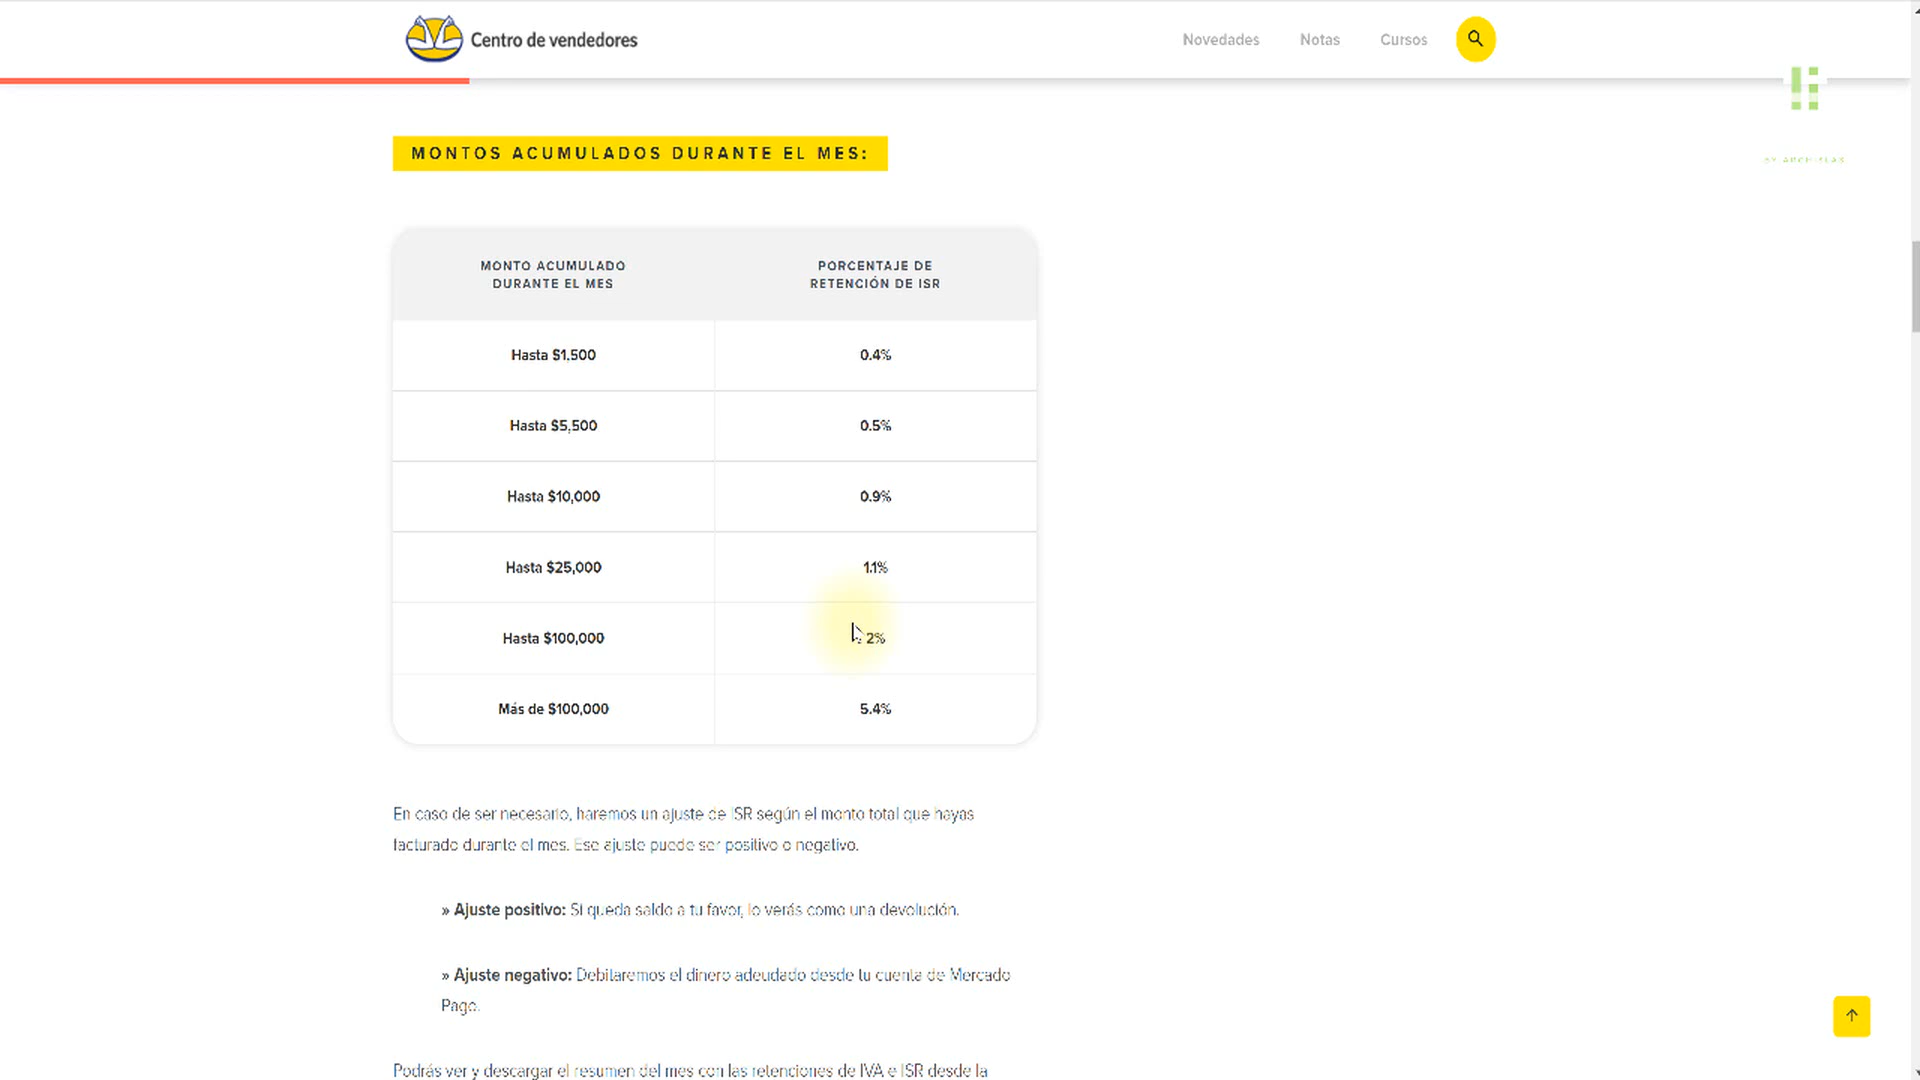 Centro de vendedores
Novedades Notas Cursos
BY ARCHIPLAR
MONTOS ACUMULADOS DURANTE EL MES:
MONTO ACUMULADO
DURANTE EL MES
PORCENTAJE DE
RETENCIÓN DE ISR
Hasta $1,500 0.4%
Hasta $5,500 0.5%
Hasta $10,000 0.9%
Hasta $25,000 1.1%
Hasta $100,000 2%
Más de $100,000 5.4%
En caso de ser necesario, haremos un ajuste de ISR según el monto total que hayas
facturado durante el mes. Ese ajuste puede ser positivo o negativo.
» Ajuste positivo: Si queda saldo a tu favor, lo verás como una devolución.
» Ajuste negativo: Debitaremos el dinero adeudado desde tu cuenta de Mercado
Pago.
Podrás ver y descargar el resumen del mes con las retenciones de IVA e ISR desde la